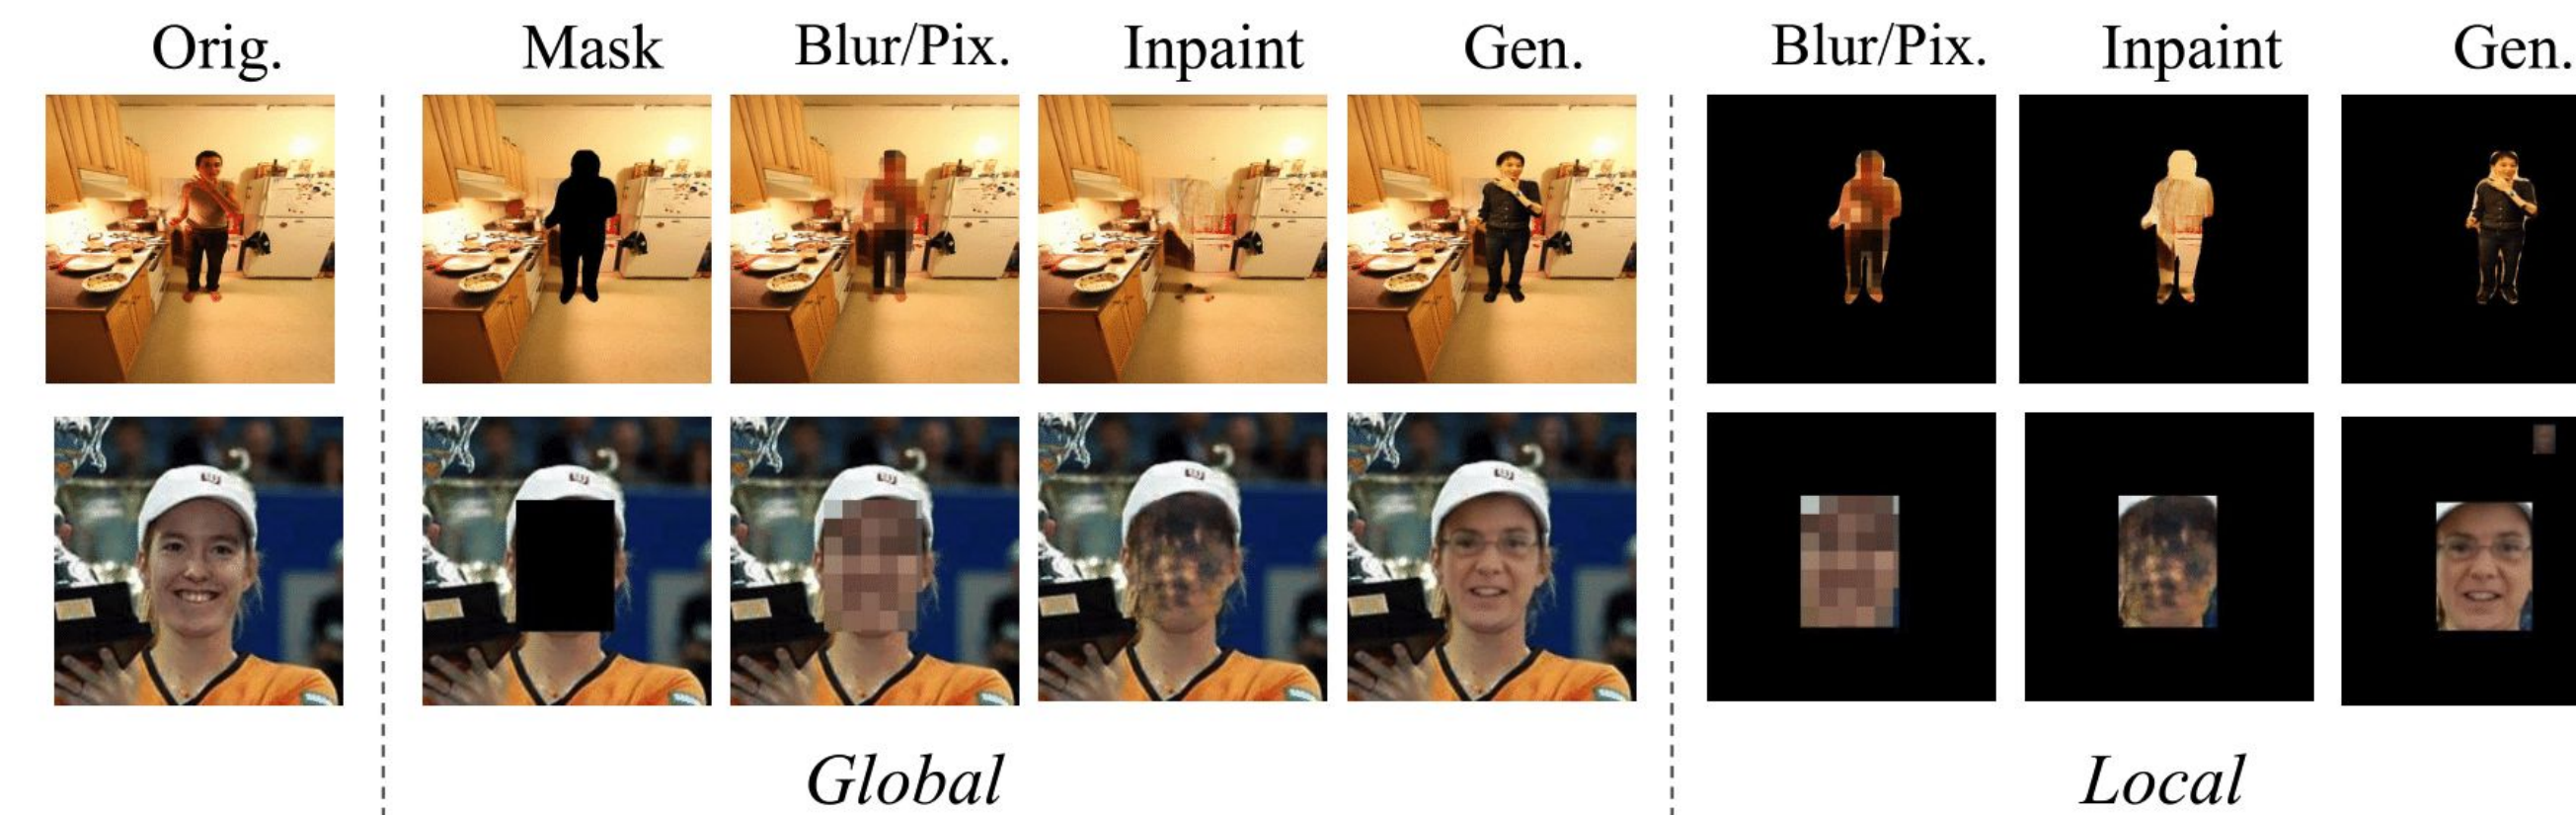 Orig. Mask Blur/Pix. Inpaint Gen. Blur/Pix. Inpaint Gen.
Global Local